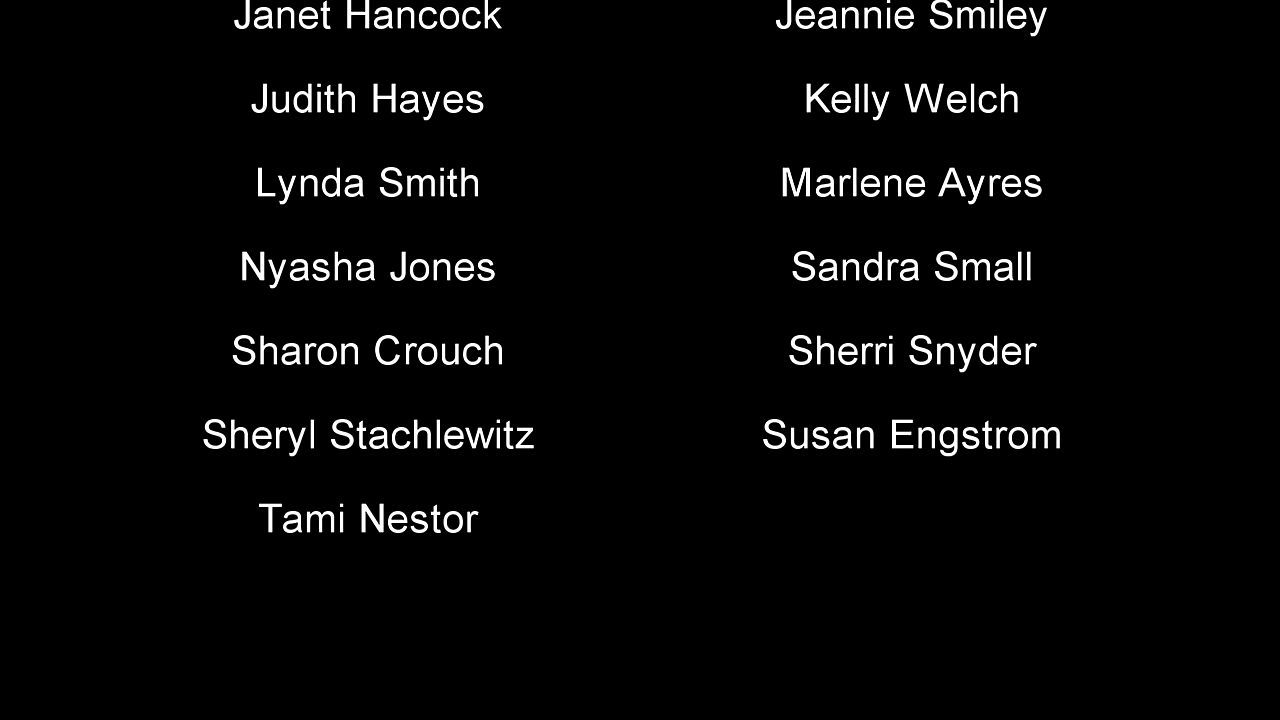 Janet Hancock Jeannie Smiley
Judith Hayes Kelly Welch
Lynda Smith Marlene Ayres
Nyasha Jones Sandra Small
Sharon Crouch Sherri Snyder
Sheryl Stachlewitz Susan Engstrom
Tami Nestor